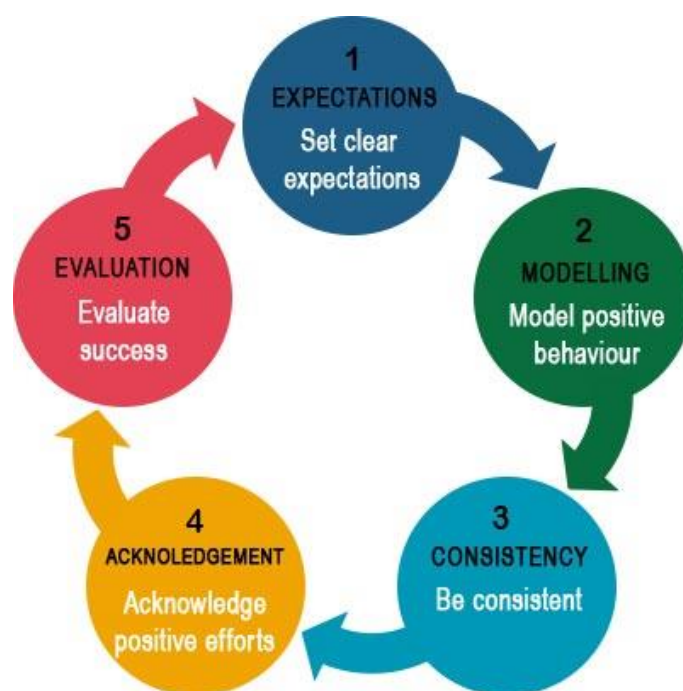 1
EXPECTATIONS
Set clear
expectations
2
MODELLING
Model positive
behaviour
3
CONSISTENCY
Be consistent
4
ACKNOLEDGEMENT
Acknowledge
positive efforts
5
EVALUATION
Evaluate
success